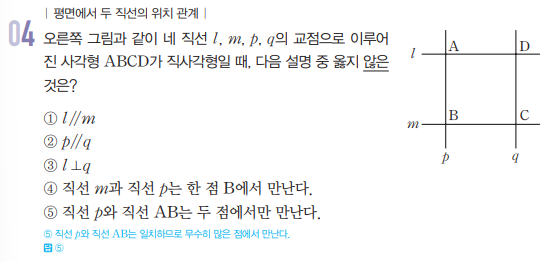 | 평면에서 두 직선의 위치 관계 |
04 오른쪽 그림과 같이 네 직선 l, m, p, q의 교점으로 이루어
진 사각형 ABCD가 직사각형일 때, 다음 설명 중 옳지 않은
것은?
① l//m
② p//q
③ l⊥q
④ 직선 m과 직선 p는 한 점 B에서 만난다.
⑤ 직선 p와 직선 AB는 두 점에서만 만난다.
⑤ 직선 p와 직선 AB는 일치하므로 무수히 많은 점에서 만난다.
답 ⑤
A D
l
B C
m
p q